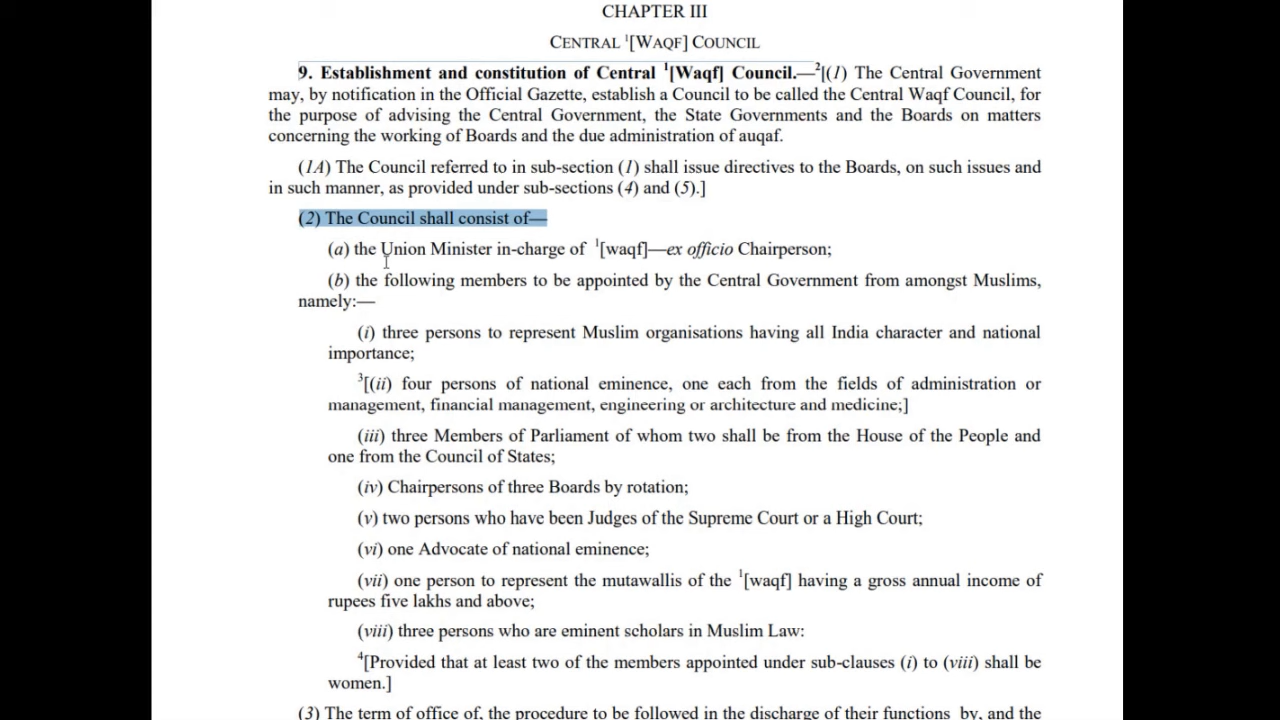 CHAPTER III
CENTRAL 1[WAQF] COUNCIL
9. Establishment and constitution of Central 1[Waqf] Council.—2[(1) The Central Government
may, by notification in the Official Gazette, establish a Council to be called the Central Waqf Council, for
the purpose of advising the Central Government, the State Governments and the Boards on matters
concerning the working of Boards and the due administration of auqaf.
(1A) The Council referred to in sub-section (1) shall issue directives to the Boards, on such issues and
in such manner, as provided under sub-sections (4) and (5).]
(2) The Council shall consist of—
(a) the Union Minister in-charge of 1[waqf]—ex officio Chairperson;
(b) the following members to be appointed by the Central Government from amongst Muslims,
namely:—
(i) three persons to represent Muslim organisations having all India character and national
importance;
3[(ii) four persons of national eminence, one each from the fields of administration or
management, financial management, engineering or architecture and medicine;]
(iii) three Members of Parliament of whom two shall be from the House of the People and
one from the Council of States;
(iv) Chairpersons of three Boards by rotation;
(v) two persons who have been Judges of the Supreme Court or a High Court;
(vi) one Advocate of national eminence;
(vii) one person to represent the mutawallis of the 1[waqf] having a gross annual income of
rupees five lakhs and above;
(viii) three persons who are eminent scholars in Muslim Law:
4[Provided that at least two of the members appointed under sub-clauses (i) to (viii) shall be
women.]
(3) The term of office of, the procedure to be followed in the discharge of their functions by, and the